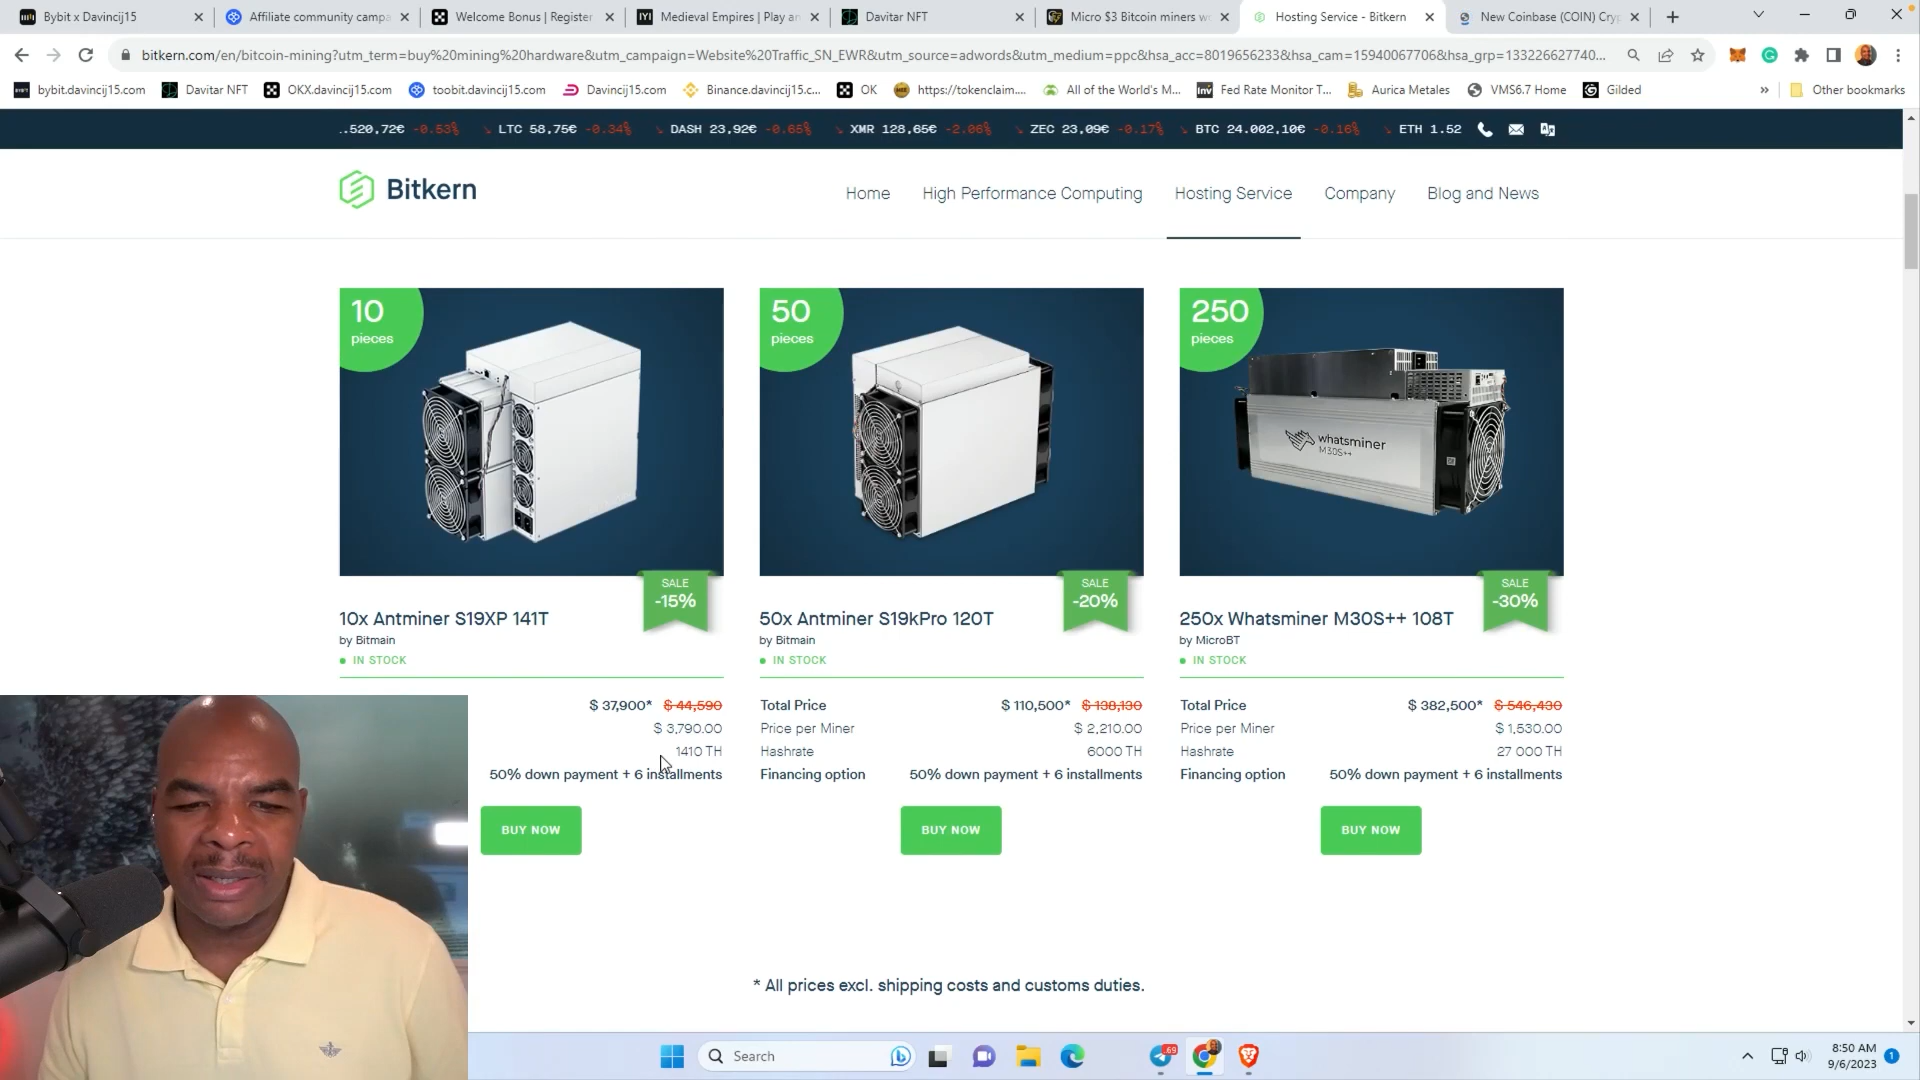 Bybit x Davincij15
Affiliate community campa
Welcome Bonus | Register
Medieval Empires | Play an
Davitar NFT
Micro $3 Bitcoin miners wo
Hosting Service - Bitkern
New Coinbase (COIN) Cryp
bitkern.com/en/bitcoin-mining?utm_term=buy%20mining%20hardware&utm_campaign=Website%20Traffic_SN_EWR&utm_source=adwords&utm_medium=ppc&hsa_acc=8019656233&hsa_cam=15940067706&hsa_grp=133226627740...
bybit.davincij15.com
Davitar NFT
OKX.davincij15.com
toobit.davincij15.com
Davincij15.com
Binance.davincij15.c...
OK
https://tokenclaim....
All of the World's M...
Inv Fed Rate Monitor T...
Aurica Metales
VMS6.7 Home
Gilded
Other bookmarks
..520,72€ -0.53%
LTC 58,75€ -0.34%
DASH 23,92€ -0.65%
XMR 128,65€ -2.06%
ZEC 23,09€ -0.17%
BTC 24.002,10€ -0.16%
ETH 1.52
Bitkern
Home
High Performance Computing
Hosting Service
Company
Blog and News
10
pieces
SALE
-15%
10x Antminer S19XP 141T
by Bitmain
IN STOCK
$ 37,900* $ 44,590
$ 3,790.00
1410 TH
50% down payment + 6 installments
BUY NOW
50
pieces
SALE
-20%
50x Antminer S19kPro 120T
by Bitmain
IN STOCK
Total Price $ 110,500* $ 138,130
Price per Miner $ 2,210.00
Hashrate 6000 TH
Financing option 50% down payment + 6 installments
BUY NOW
250
pieces
whatsminer
M30S++
SALE
-30%
250x Whatsminer M30S++ 108T
by MicroBT
IN STOCK
Total Price $ 382,500* $ 546,430
Price per Miner $ 1,530.00
Hashrate 27 000 TH
Financing option 50% down payment + 6 installments
BUY NOW
* All prices excl. shipping costs and customs duties.
Search
69
8:50 AM
9/6/2023
1